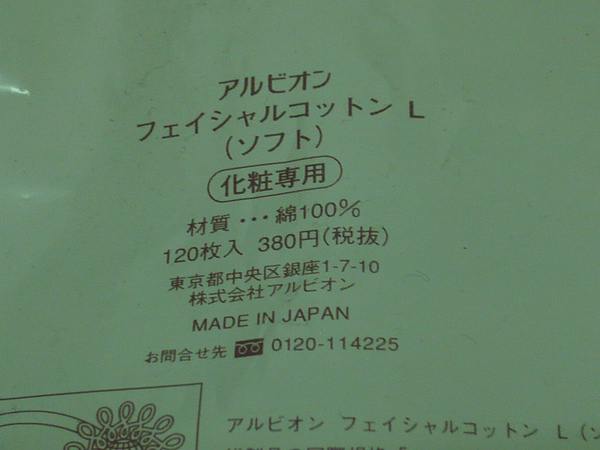 アルビオン
フェイシャルコットン L
(ソフト)
化粧専用
材質・・・綿100%
120枚入 380円(税抜)
東京都中央区銀座1-7-10
株式会社アルビオン
MADE IN JAPAN
お問合せ先 0120-114225
アルビオン フェイシャルコットン L (ソ